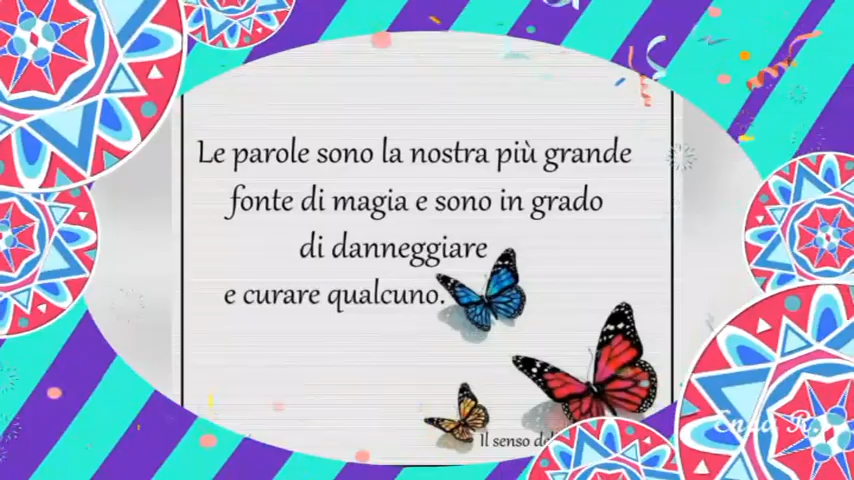 Le parole sono la nostra più grande
fonte di magia e sono in grado
di danneggiare
e curare qualcuno.
Il senso